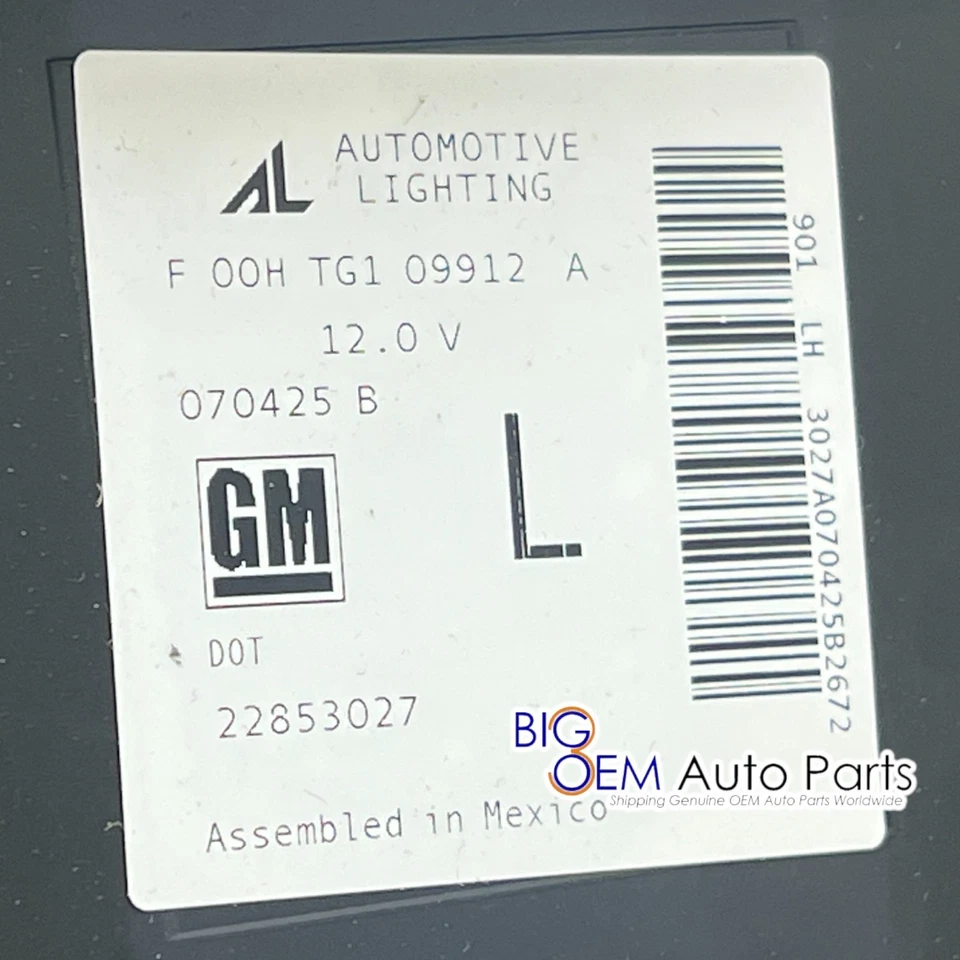 AL AUTOMOTIVE
LIGHTING
F 00H TG1 09912 A
12.0 V
070425 B
L
GM
DOT
22853027
Assembled in Mexico
901 LH 3027A070425B2672
BIG
OEM Auto Parts
Shipping Genuine OEM Auto Parts Worldwide